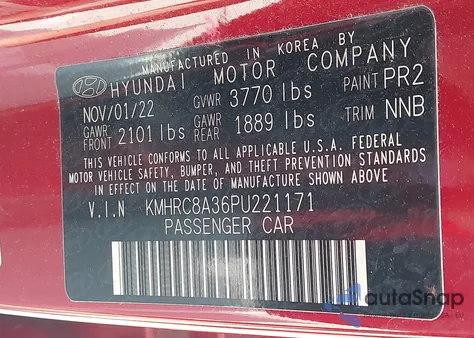 MANUFACTURED IN KOREA BY
HYUNDAI MOTOR COMPANY
NOV/01/22 GVWR 3770 lbs PAINT PR2
GAWR FRONT 2101 lbs GAWR REAR 1889 lbs TRIM NNB
THIS VEHICLE CONFORMS TO ALL APPLICABLE U.S.A. FEDERAL
MOTOR VEHICLE SAFETY, BUMPER, AND THEFT PREVENTION STANDARDS
IN EFFECT ON THE DATE OF MANUFACTURE SHOWN ABOVE.
V.I.N KMHRC8A36PU221171
PASSENGER CAR
autaSnap